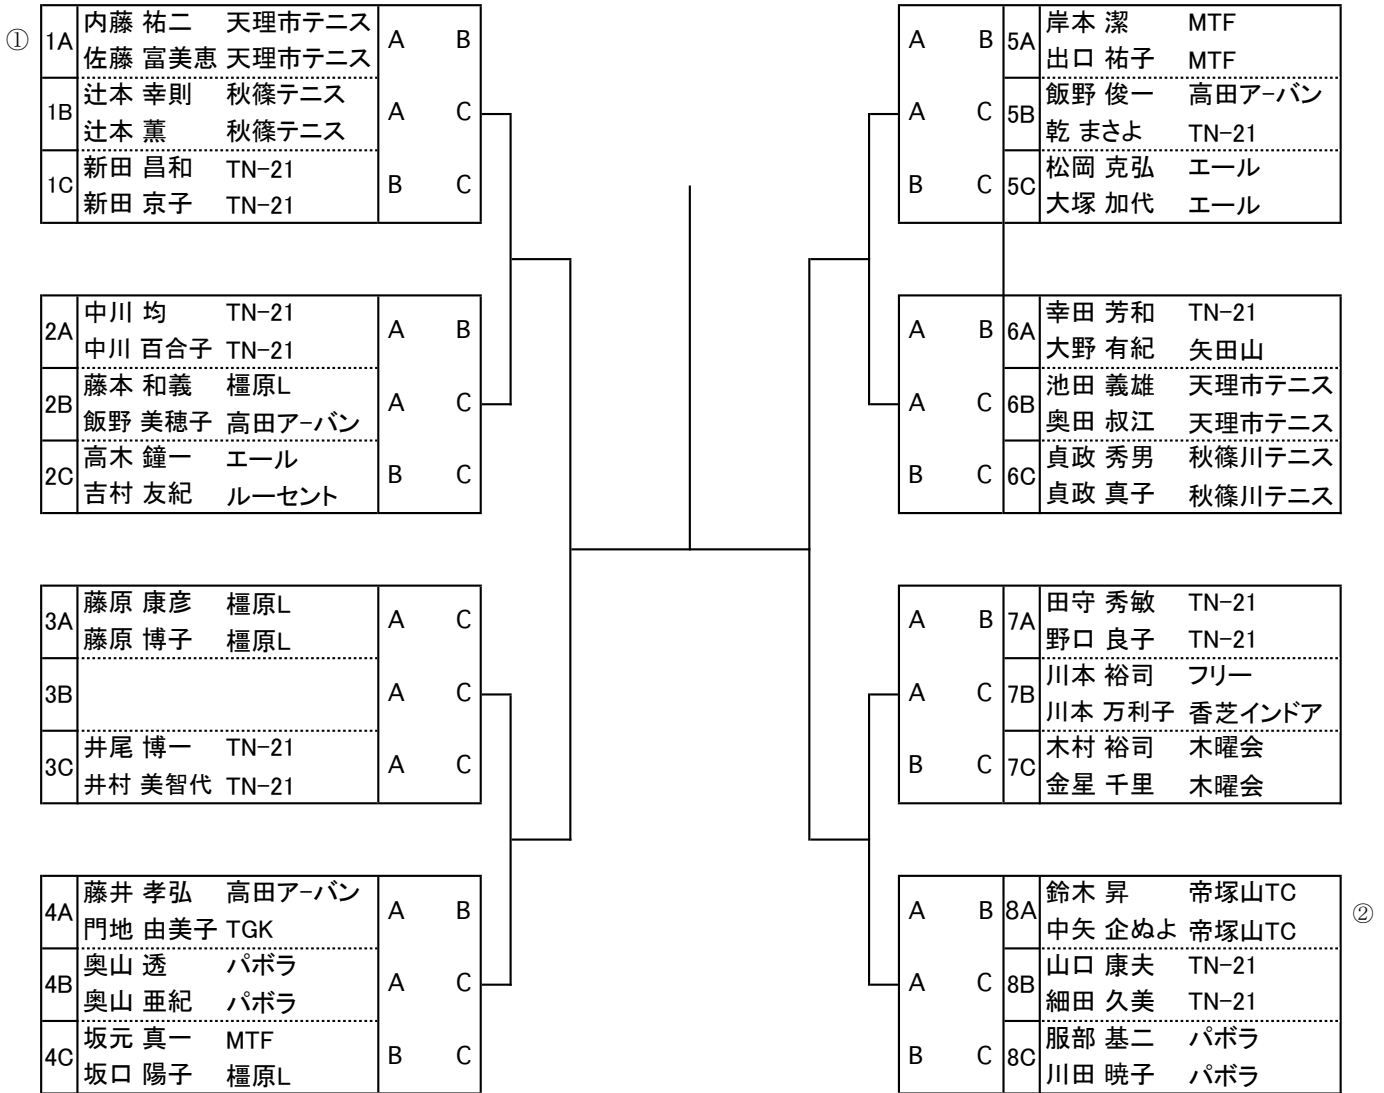 ①
1A 内藤 祐二 天理市テニス A B
佐藤 富美恵 天理市テニス
1B 辻本 幸則 秋篠テニス A C
辻本 薫 秋篠テニス
1C 新田 昌和 TN-21 B C
新田 京子 TN-21
2A 中川 均 TN-21 A B
中川 百合子 TN-21
2B 藤本 和義 橿原L A C
飯野 美穂子 高田ア-バン
2C 高木 鐘一 エール B C
吉村 友紀 ルーセント
3A 藤原 康彦 橿原L A C
藤原 博子 橿原L
3B A C
3C 井尾 博一 TN-21 A C
井村 美智代 TN-21
4A 藤井 孝弘 高田ア-バン A B
門地 由美子 TGK
4B 奥山 透 パボラ A C
奥山 亜紀 パボラ
4C 坂元 真一 MTF B C
坂口 陽子 橿原L
A B 5A 岸本 潔 MTF
出口 祐子 MTF
A C 5B 飯野 俊一 高田ア-バン
乾 まさよ TN-21
B C 5C 松岡 克弘 エール
大塚 加代 エール
A B 6A 幸田 芳和 TN-21
大野 有紀 矢田山
A C 6B 池田 義雄 天理市テニス
奥田 叔江 天理市テニス
B C 6C 貞政 秀男 秋篠川テニス
貞政 真子 秋篠川テニス
A B 7A 田守 秀敏 TN-21
野口 良子 TN-21
A C 7B 川本 裕司 フリー
川本 万利子 香芝インドア
B C 7C 木村 裕司 木曜会
金星 千里 木曜会
A B 8A 鈴木 昇 帝塚山TC
中矢 企ぬよ 帝塚山TC
②
A C 8B 山口 康夫 TN-21
細田 久美 TN-21
B C 8C 服部 基二 パボラ
川田 暁子 パボラ